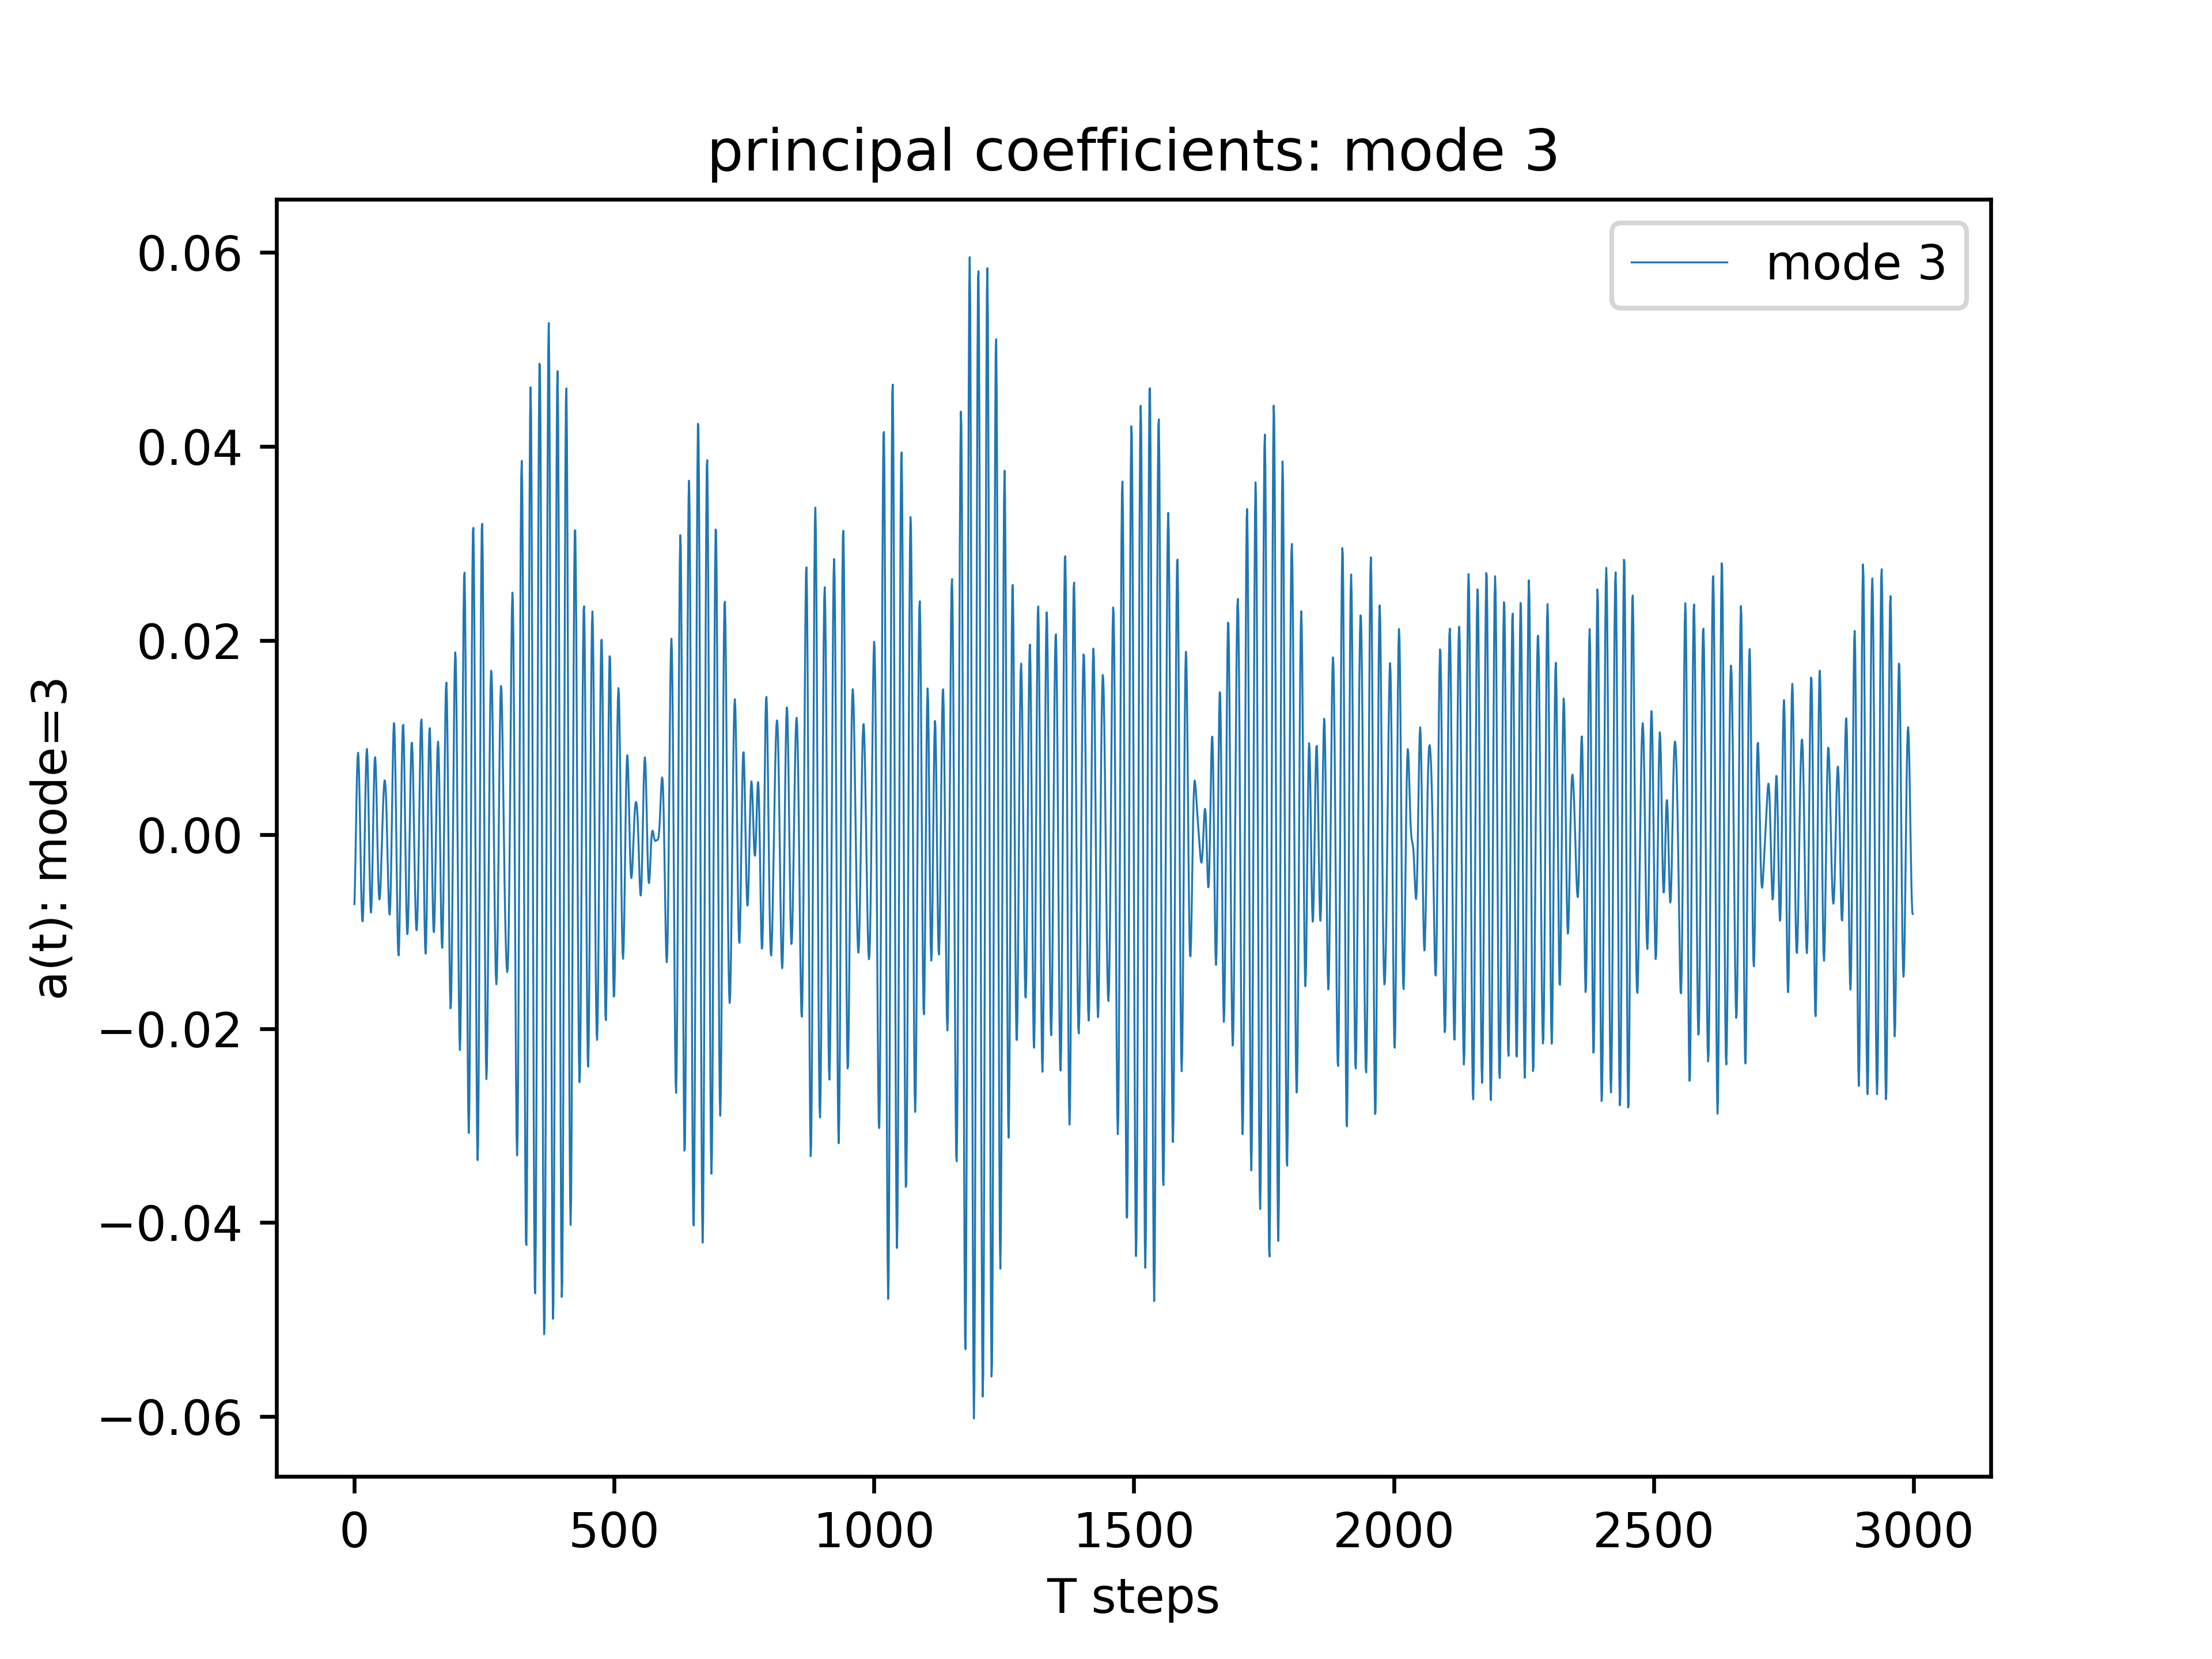 principal coefficients: mode 3
mode 3
a(t): mode=3
0.06
0.04
0.02
0.00
−0.02
−0.04
−0.06
0 500 1000 1500 2000 2500 3000
T steps